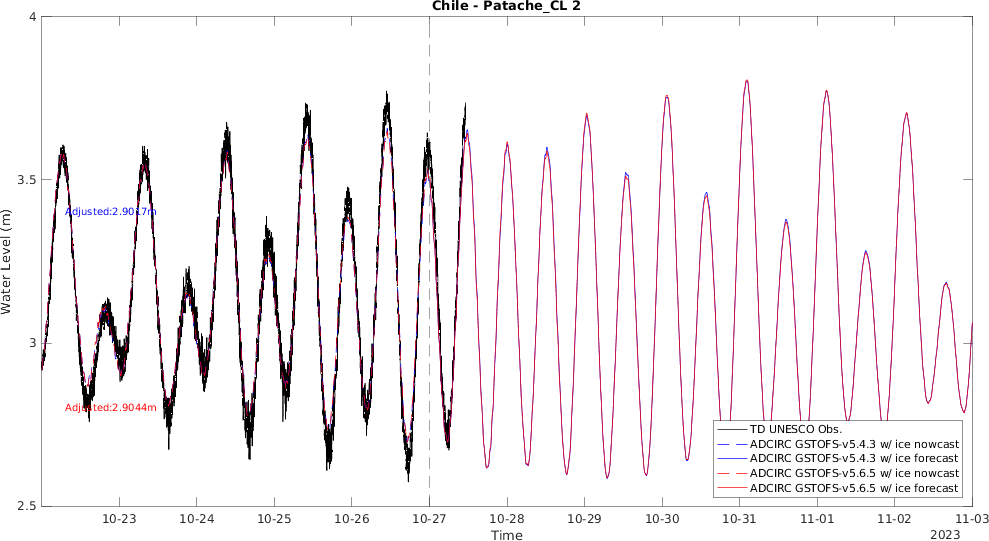 Chile - Patache_CL 2
4
3.5
3
2.5
Water Level (m)
Adjusted:2.9017m
Adjusted:2.9044m
TD UNESCO Obs.
ADCIRC GSTOFS-v5.4.3 w/ ice nowcast
ADCIRC GSTOFS-v5.4.3 w/ ice forecast
ADCIRC GSTOFS-v5.6.5 w/ ice nowcast
ADCIRC GSTOFS-v5.6.5 w/ ice forecast
10-23 10-24 10-25 10-26 10-27 10-28 10-29 10-30 10-31 11-01 11-02 11-03
Time
2023